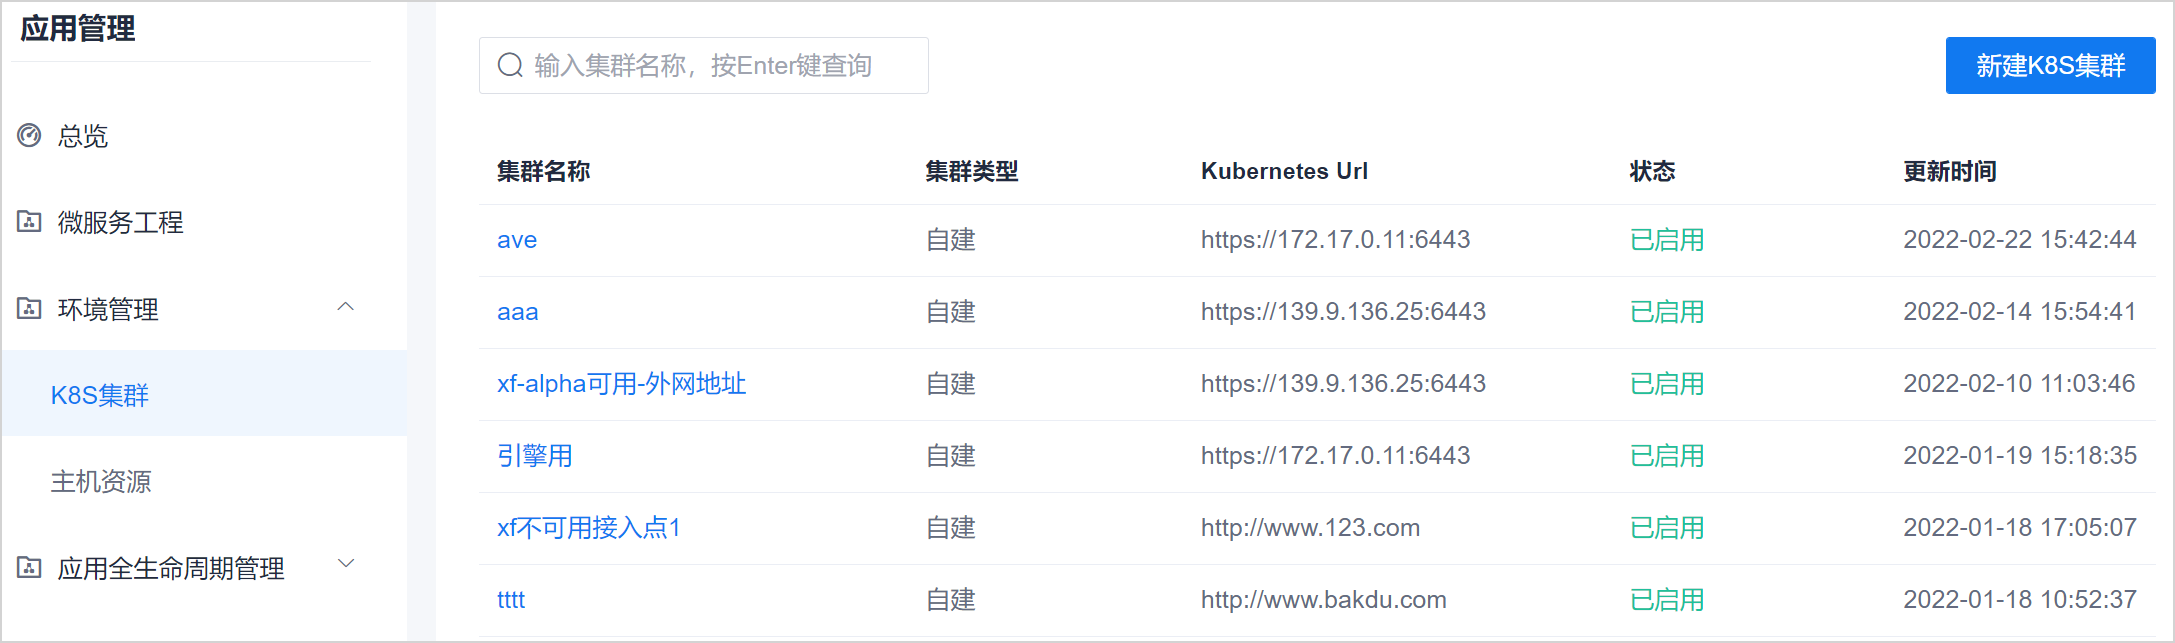 应用管理
总览
微服务工程
环境管理
K8S集群
主机资源
应用全生命周期管理
输入集群名称，按Enter键查询
新建K8S集群
集群名称 集群类型 Kubernetes Url 状态 更新时间
ave 自建 https://172.17.0.11:6443 已启用 2022-02-22 15:42:44
aaa 自建 https://139.9.136.25:6443 已启用 2022-02-14 15:54:41
xf-alpha可用-外网地址 自建 https://139.9.136.25:6443 已启用 2022-02-10 11:03:46
引擎用 自建 https://172.17.0.11:6443 已启用 2022-01-19 15:18:35
xf不可用接入点1 自建 http://www.123.com 已启用 2022-01-18 17:05:07
tttt 自建 http://www.bakdu.com 已启用 2022-01-18 10:52:37